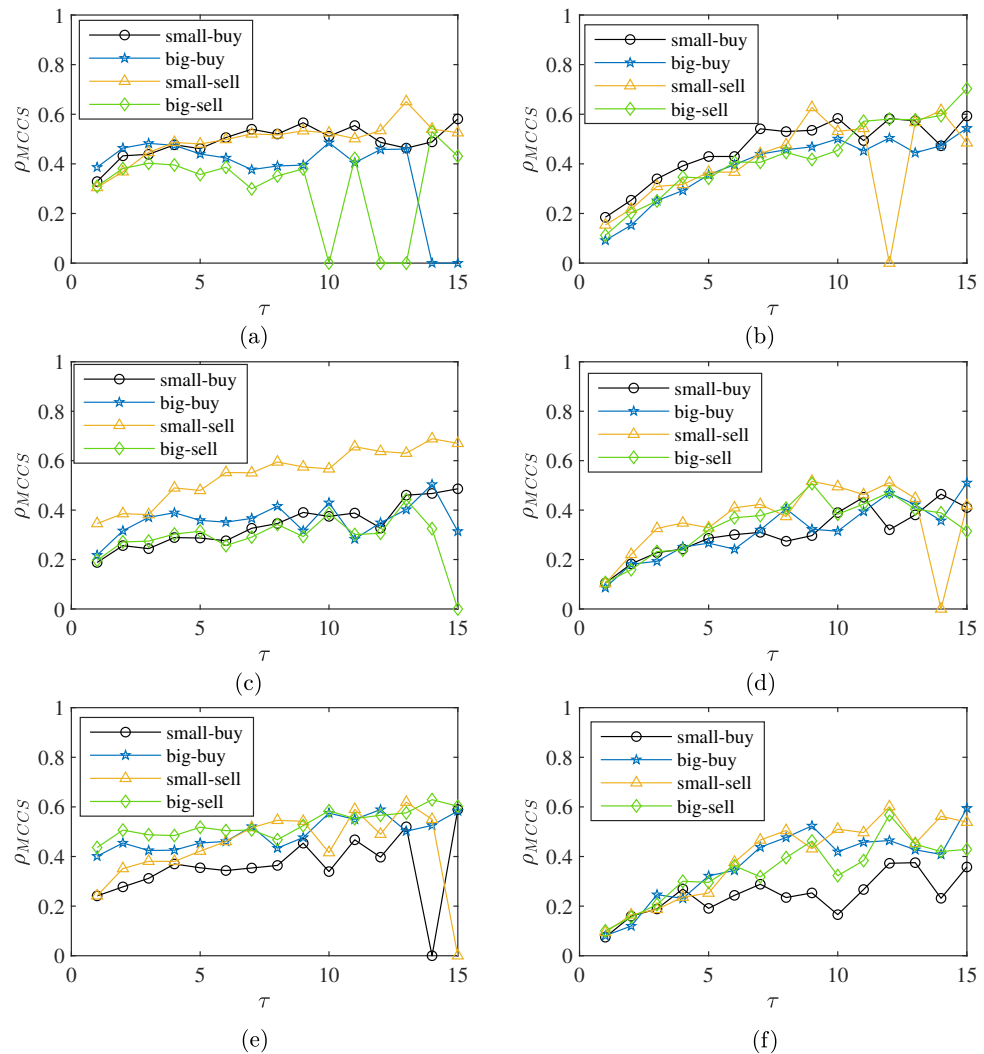 1
0.8
0.6
0.4
0.2
0
ρ_MCCS
small-buy
big-buy
small-sell
big-sell
0 5 10 15
τ
(a)
1
0.8
0.6
0.4
0.2
0
ρ_MCCS
small-buy
big-buy
small-sell
big-sell
0 5 10 15
τ
(b)
1
0.8
0.6
0.4
0.2
0
ρ_MCCS
small-buy
big-buy
small-sell
big-sell
0 5 10 15
τ
(c)
1
0.8
0.6
0.4
0.2
0
ρ_MCCS
small-buy
big-buy
small-sell
big-sell
0 5 10 15
τ
(d)
1
0.8
0.6
0.4
0.2
0
ρ_MCCS
small-buy
big-buy
small-sell
big-sell
0 5 10 15
τ
(e)
1
0.8
0.6
0.4
0.2
0
ρ_MCCS
small-buy
big-buy
small-sell
big-sell
0 5 10 15
τ
(f)